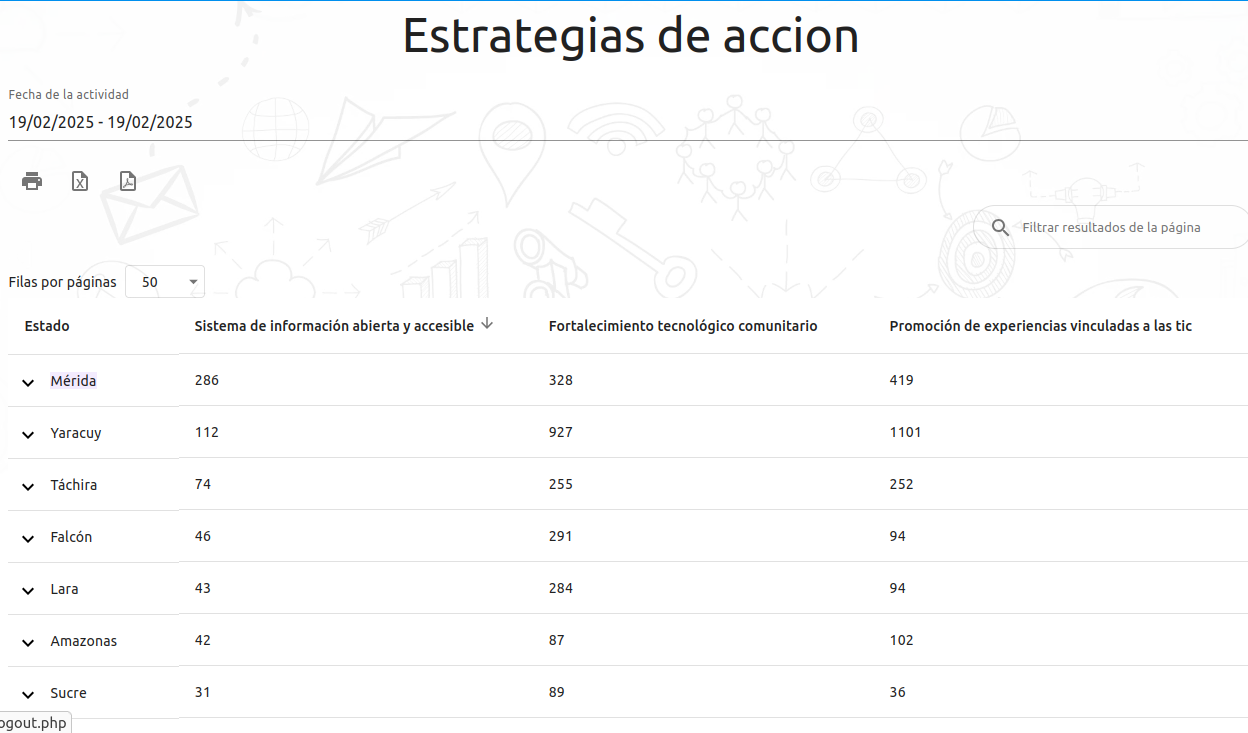 Estrategias de accion
Fecha de la actividad
19/02/2025 - 19/02/2025
Filtrar resultados de la página
Filas por páginas 50
Estado Sistema de información abierta y accesible Fortalecimiento tecnológico comunitario Promoción de experiencias vinculadas a las tic
Mérida 286 328 419
Yaracuy 112 927 1101
Táchira 74 255 252
Falcón 46 291 94
Lara 43 284 94
Amazonas 42 87 102
Sucre 31 89 36
ogout.php